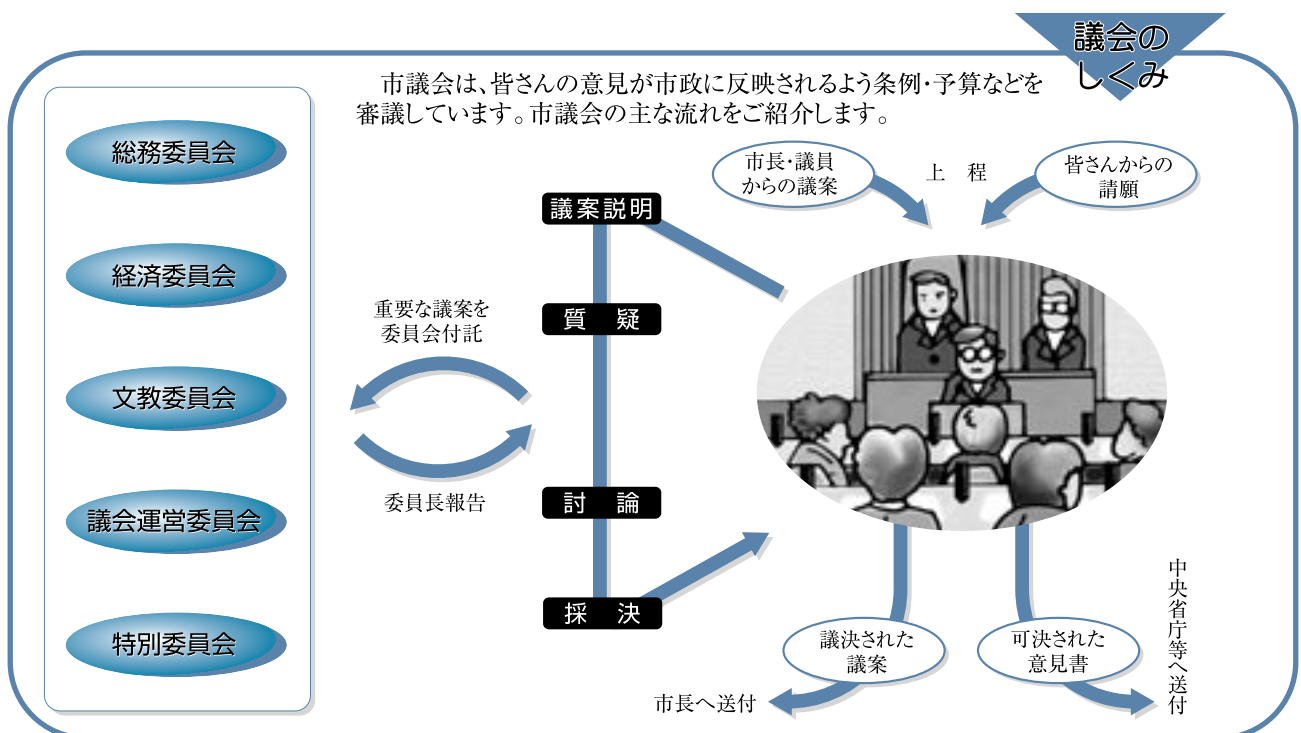 議会の
しくみ
市議会は、皆さんの意見が市政に反映されるよう条例・予算などを
審議しています。市議会の主な流れをご紹介します。
総務委員会
経済委員会
文教委員会
議会運営委員会
特別委員会
重要な議案を
委員会付託
委員長報告
議案説明
質　疑
討　論
採　決
市長・議員
からの議案
上　程
皆さんからの
請願
議決された
議案
市長へ送付
可決された
意見書
中央省庁等へ送付